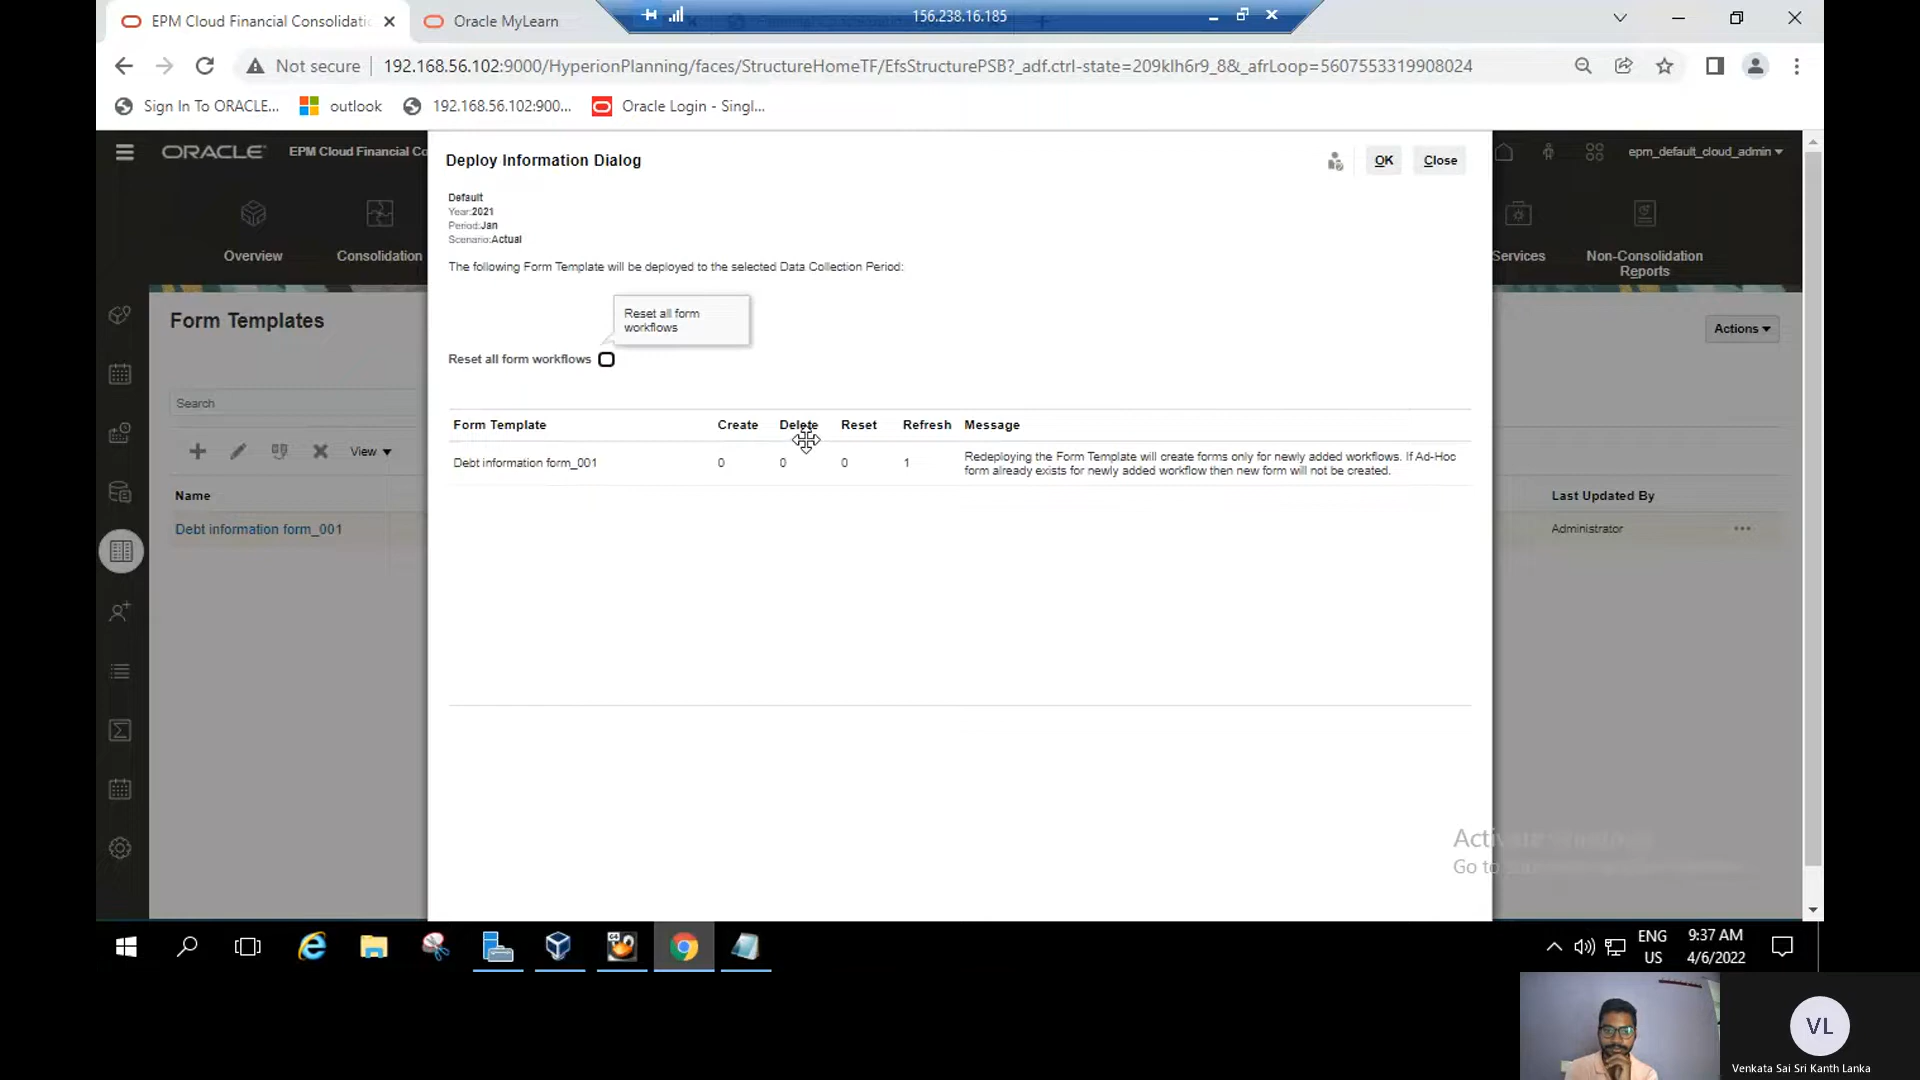 EPM Cloud Financial Consolidatic
Oracle MyLearn
156.238.16.185
Not secure
192.168.56.102:9000/HyperionPlanning/faces/StructureHomeTF/EfsStructurePSB?_adf.ctrl-state=209klh6r9_8&_afrLoop=5607553319908024
Sign In To ORACLE...
outlook
192.168.56.102:900...
Oracle Login - Singl...
ORACLE
EPM Cloud Financial Co
Deploy Information Dialog
OK
Close
epm_default_cloud_admin
Default
Year:2021
Period:Jan
Scenario:Actual
Overview
Consolidation
Services
Non-Consolidation
Reports
The following Form Template will be deployed to the selected Data Collection Period:
Form Templates
Actions
Reset all form
workflows
Reset all form workflows
Search
View
Form Template
Create
Delete
Reset
Refresh
Message
Debt information form_001
0
0
0
1
Redeploying the Form Template will create forms only for newly added workflows. If Ad-Hoc
form already exists for newly added workflow then new form will not be created.
Name
Last Updated By
Debt information form_001
Administrator
Go to
ENG
US
9:37 AM
4/6/2022
VL
Venkata Sai Sri Kanth Lanka